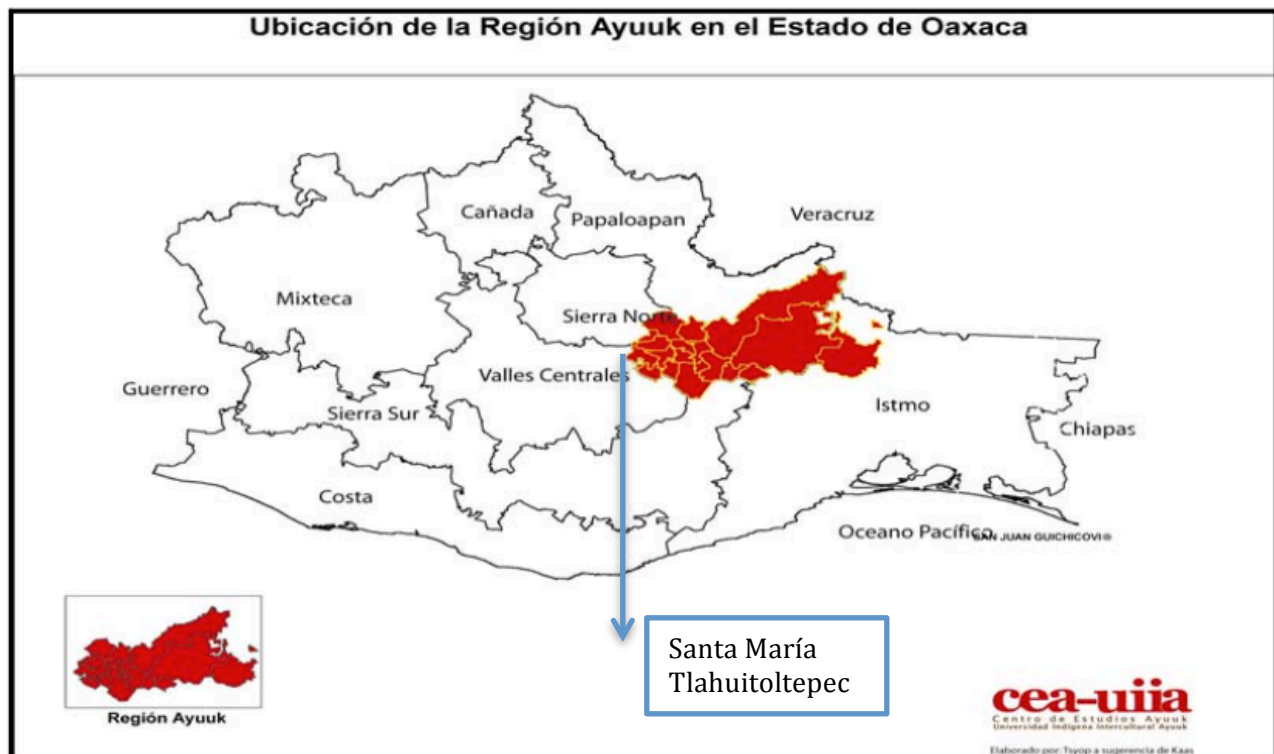 Ubicación de la Región Ayuuk en el Estado de Oaxaca
Cañada
Papaloapan
Veracruz
Mixteca
Sierra Norte
Valles Centrales
Guerrero
Sierra Sur
Istmo
Chiapas
Costa
Oceano Pacífico
SAN JUAN GUICHICOVI
Santa María
Tlahuitoltepec
Región Ayuuk
cea-uiia
Centro de Estudios Ayuuk
Universidad Indígena Intercultural Ayuuk
Elaborado por: Tsyop a sugerencia de Kaas